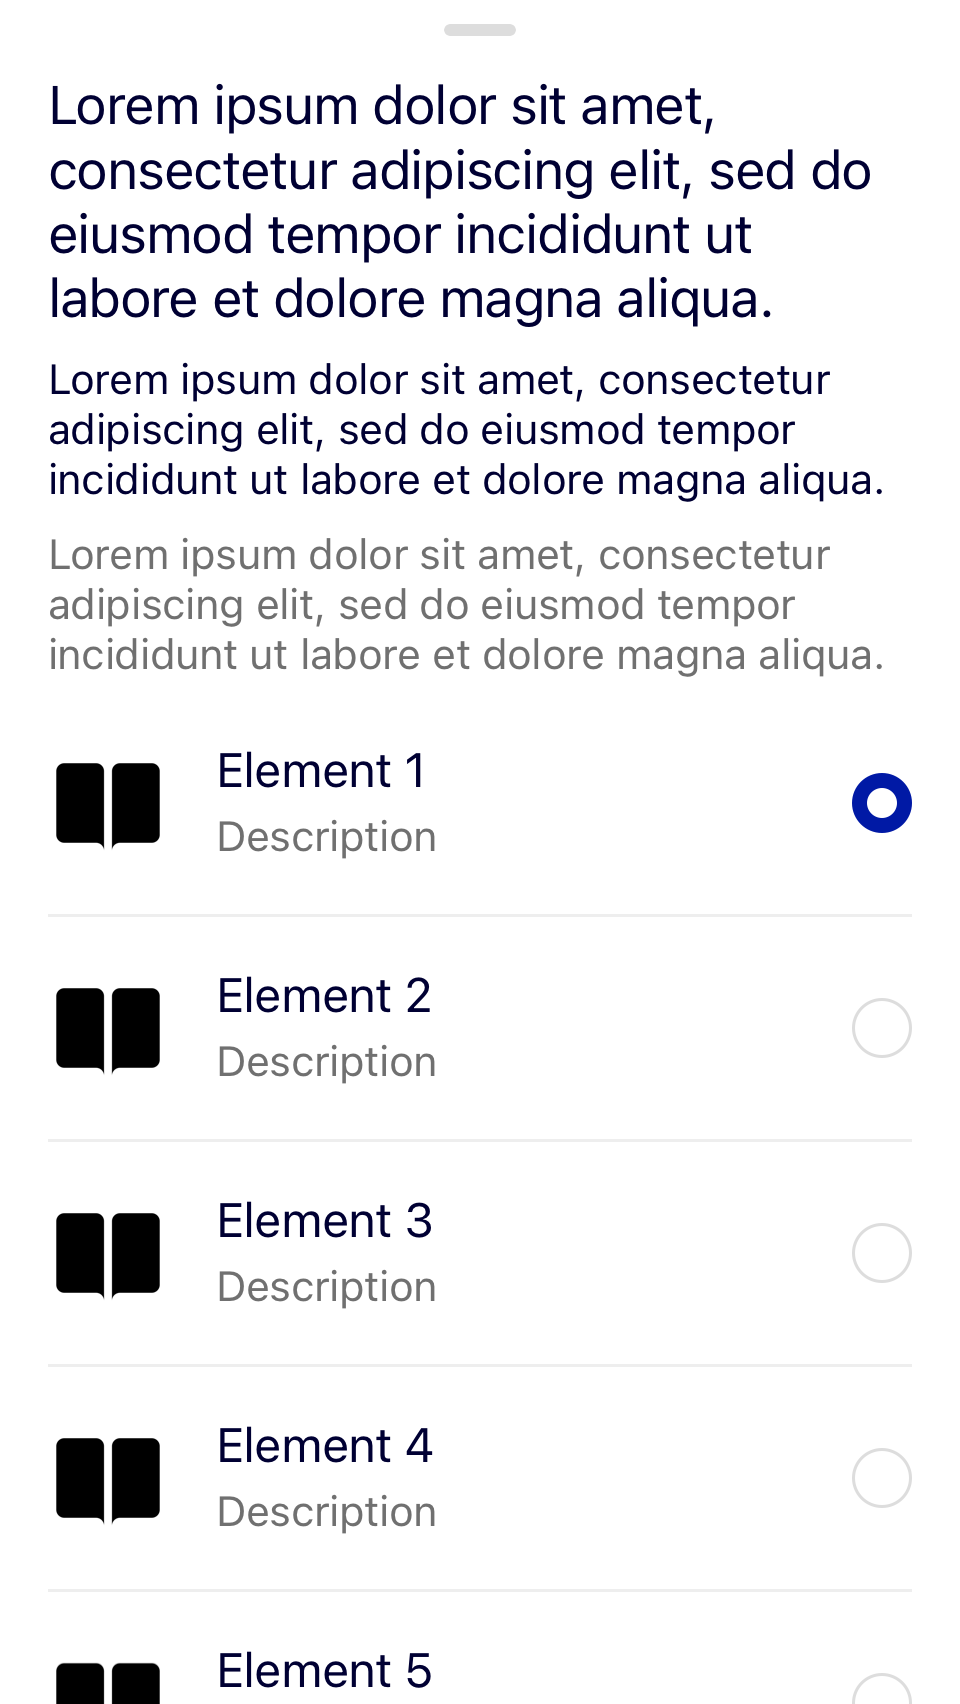 Lorem ipsum dolor sit amet,
consectetur adipiscing elit, sed do
eiusmod tempor incididunt ut
labore et dolore magna aliqua.
Lorem ipsum dolor sit amet, consectetur
adipiscing elit, sed do eiusmod tempor
incididunt ut labore et dolore magna aliqua.
Lorem ipsum dolor sit amet, consectetur
adipiscing elit, sed do eiusmod tempor
incididunt ut labore et dolore magna aliqua.
Element 1
Description
Element 2
Description
Element 3
Description
Element 4
Description
Element 5